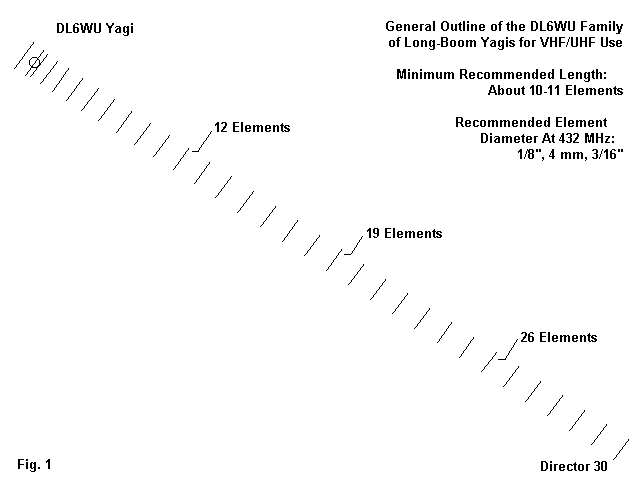 DL6WU Yagi
General Outline of the DL6WU Family
of Long-Boom Yagis for VHF/UHF Use
Minimum Recommended Length:
About 10-11 Elements
Recommended Element
Diameter At 432 MHz:
1/8", 4 mm, 3/16"
12 Elements
19 Elements
26 Elements
Fig. 1
Director 30